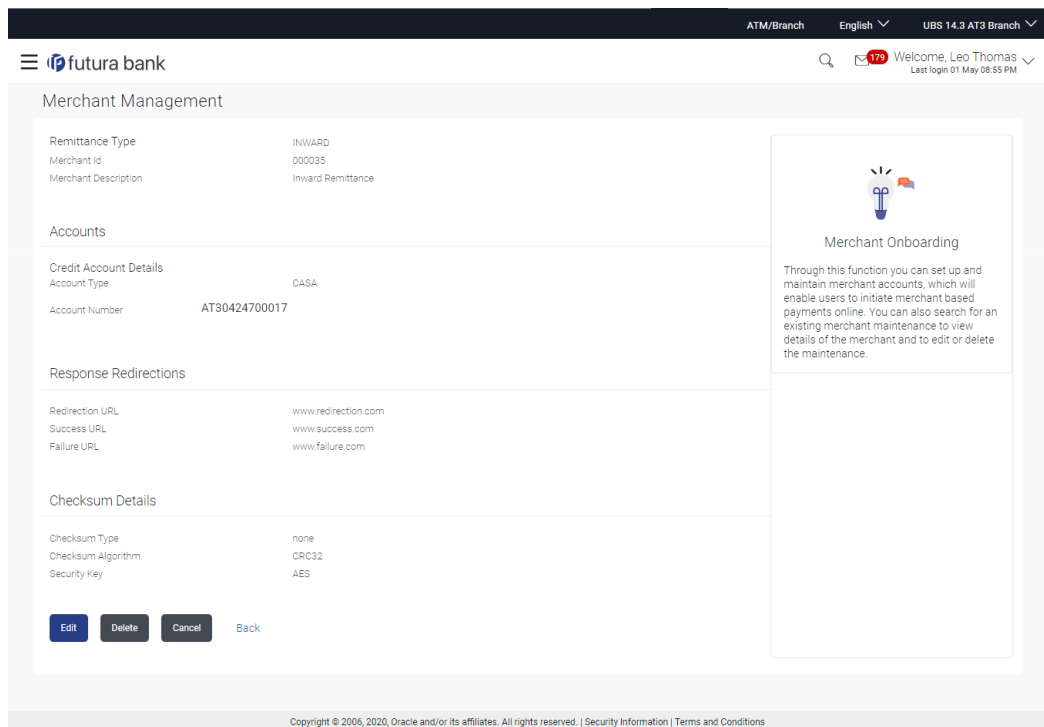 ATM/Branch English UBS 14.3 AT3 Branch
futura bank
179 Welcome, Leo Thomas
Last login 01 May 08:55 PM
Merchant Management
Remittance Type INWARD
Merchant Id 000035
Merchant Description Inward Remittance
Accounts
Credit Account Details
Account Type CASA
Account Number AT30424700017
Response Redirections
Redirection URL www.redirection.com
Success URL www.success.com
Failure URL www.failure.com
Checksum Details
Checksum Type none
Checksum Algorithm CRC32
Security Key AES
Edit Delete Cancel Back
Merchant Onboarding
Through this function you can set up and
maintain merchant accounts, which will
enable users to initiate merchant based
payments online. You can also search for an
existing merchant maintenance to view
details of the merchant and to edit or delete
the maintenance.
Copyright © 2006, 2020, Oracle and/or its affiliates. All rights reserved. | Security Information | Terms and Conditions